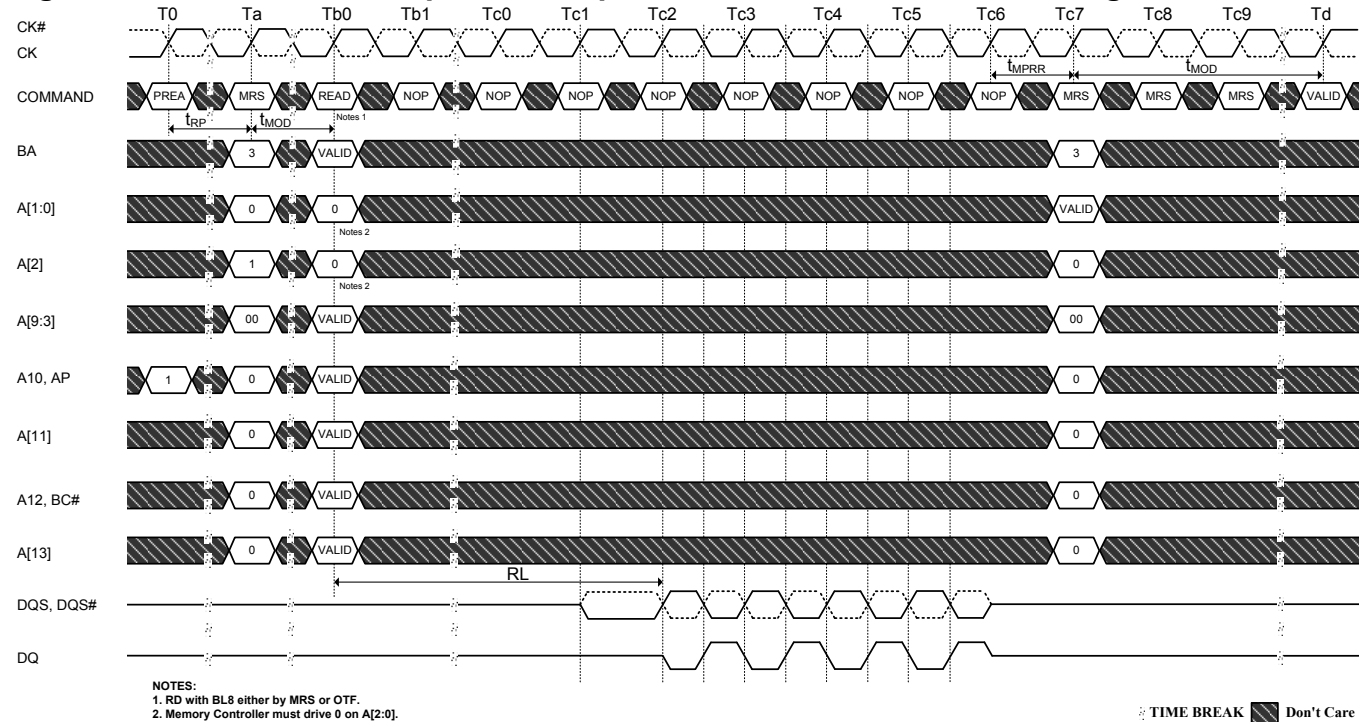 T0 Ta Tb0 Tb1 Tc0 Tc1 Tc2 Tc3 Tc4 Tc5 Tc6 Tc7 Tc8 Tc9 Td
CK#
CK
tMPRR tMOD
COMMAND PREA MRS READ NOP NOP NOP NOP NOP NOP NOP NOP MRS MRS MRS VALID
Notes 1
tRP tMOD
BA 3 VALID 3
A[1:0] 0 0 VALID
Notes 2
A[2] 1 0 0
Notes 2
A[9:3] 00 VALID 00
A10, AP 1 0 VALID 0
A[11] 0 VALID 0
A12, BC# 0 VALID 0
A[13] 0 VALID 0
RL
DQS, DQS#
DQ
NOTES:
1. RD with BL8 either by MRS or OTF.
2. Memory Controller must drive 0 on A[2:0].
TIME BREAK Don't Care